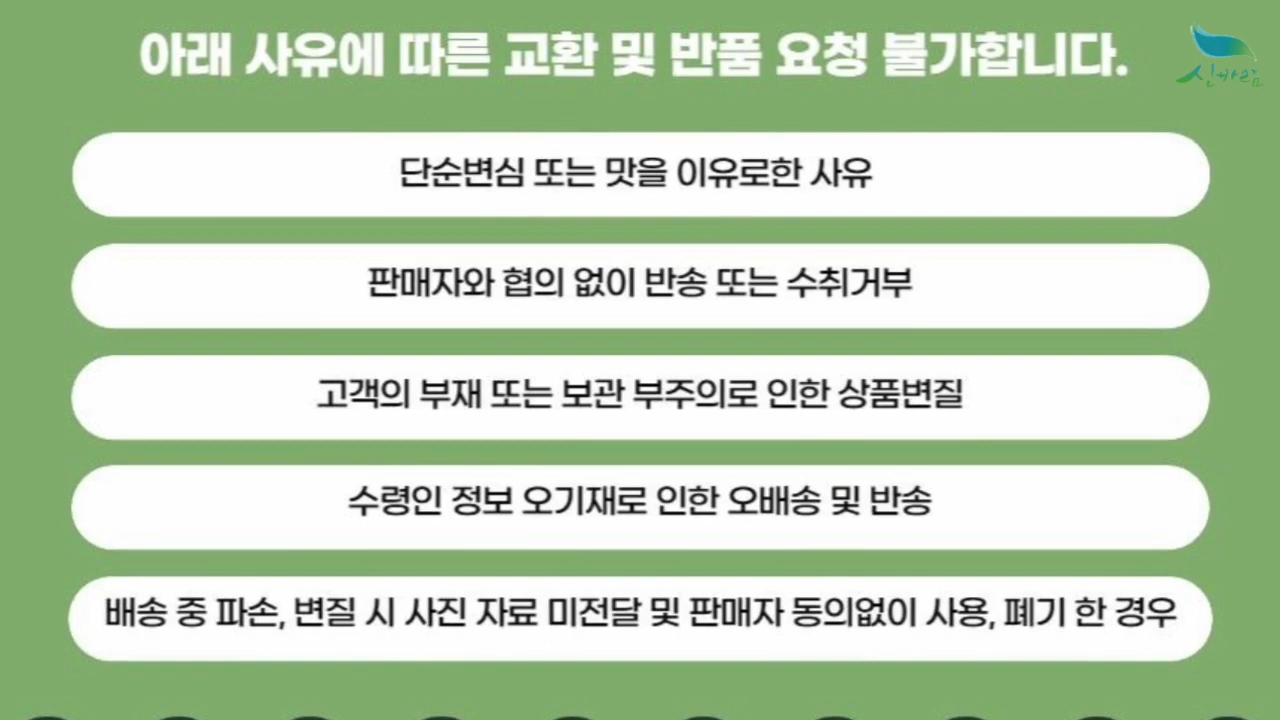 아래 사유에 따른 교환 및 반품 요청 불가합니다.
신바람
단순변심 또는 맛을 이유로한 사유
판매자와 협의 없이 반송 또는 수취거부
고객의 부재 또는 보관 부주의로 인한 상품변질
수령인 정보 오기재로 인한 오배송 및 반송
배송 중 파손, 변질 시 사진 자료 미전달 및 판매자 동의없이 사용, 폐기 한 경우